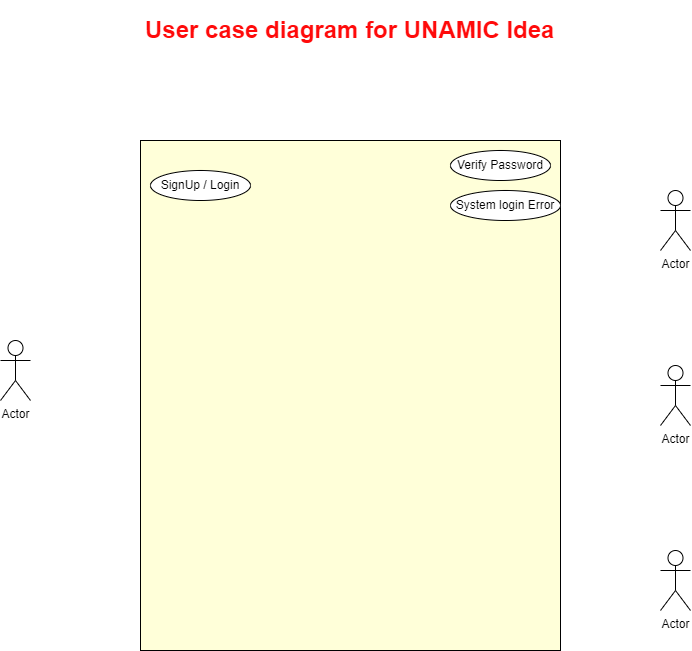 User case diagram for UNAMIC Idea
Verify Password
SignUp / Login
System login Error
Actor
Actor
Actor
Actor